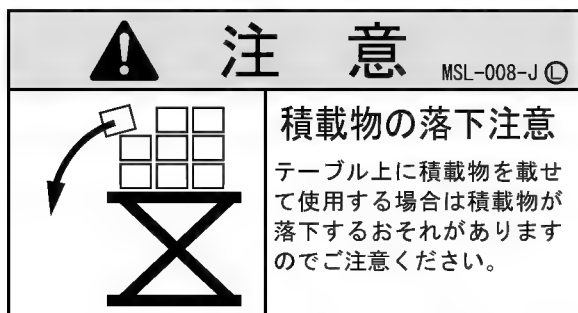 注意 MSL-008-J Ⓛ
積載物の落下注意
テーブル上に積載物を載せ
て使用する場合は積載物が
落下するおそれがあります
のでご注意ください。